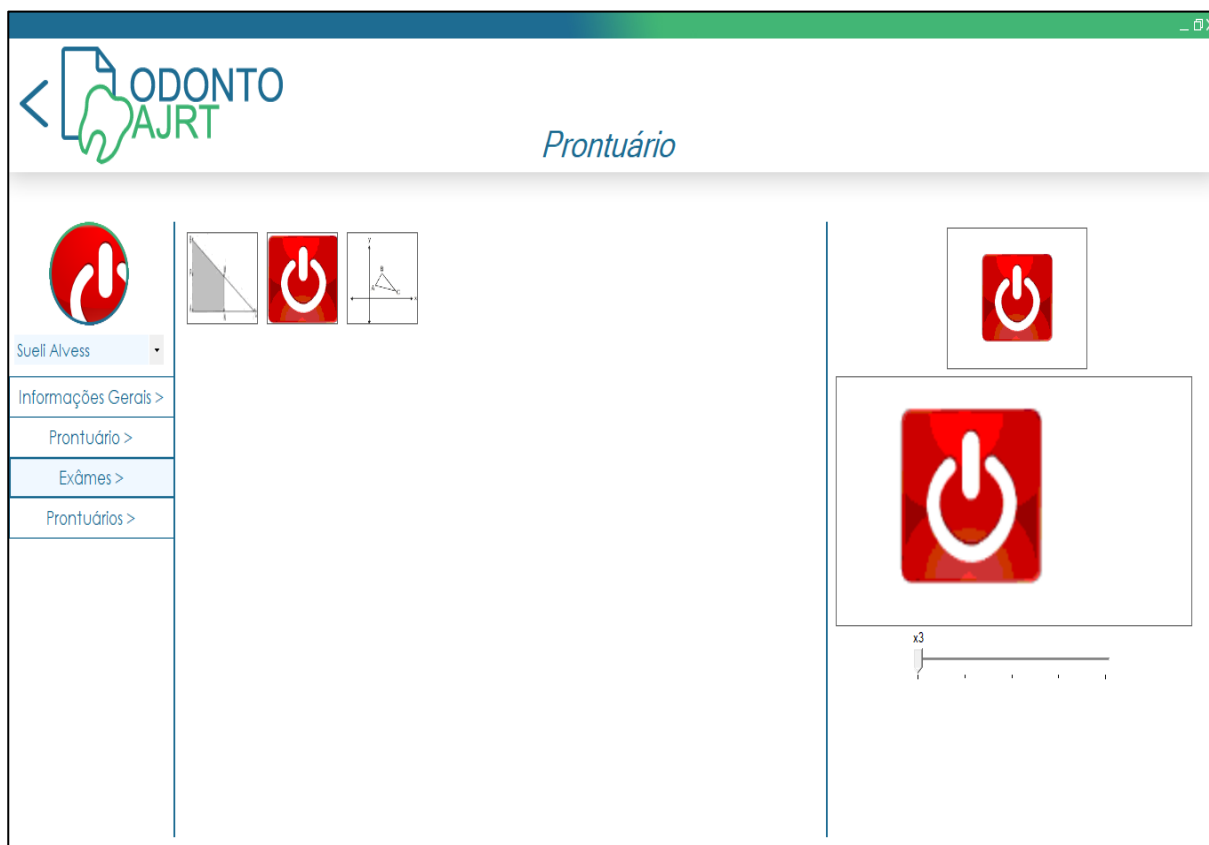 ODONTO
AJRT
Prontuário
Sueli Alvess
Informações Gerais >
Prontuário >
Exâmes >
Prontuários >
Y
B
A
C
x3